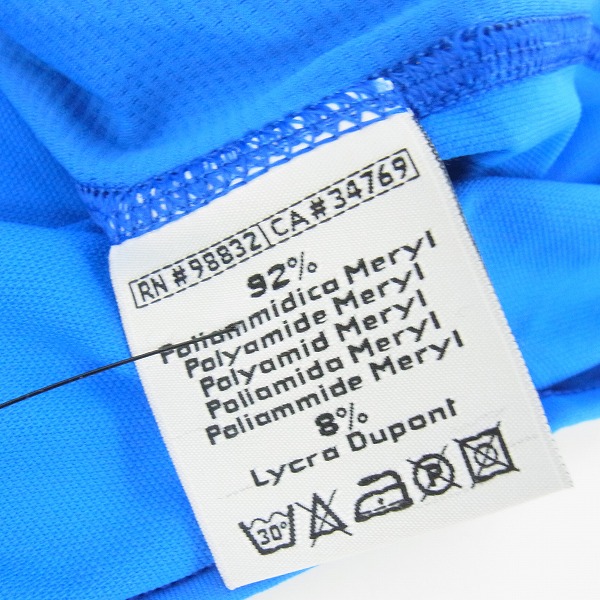 RN #98832 CA #34769
92%
Poliammidica Meryl
Polyamide Meryl
Polyamid Meryl
Poliamida Meryl
Poliammide Meryl
8%
Lycra Dupont
30° P